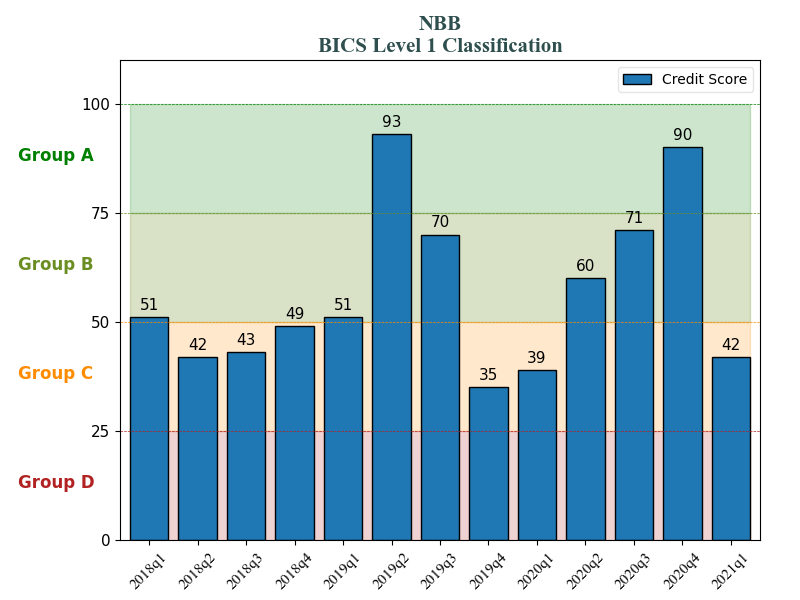 NBB
BICS Level 1 Classification
Credit Score
100
75
50
25
0
Group A
Group B
Group C
Group D
51
42
43
49
51
93
70
35
39
60
71
90
42
2018q1
2018q2
2018q3
2018q4
2019q1
2019q2
2019q3
2019q4
2020q1
2020q2
2020q3
2020q4
2021q1